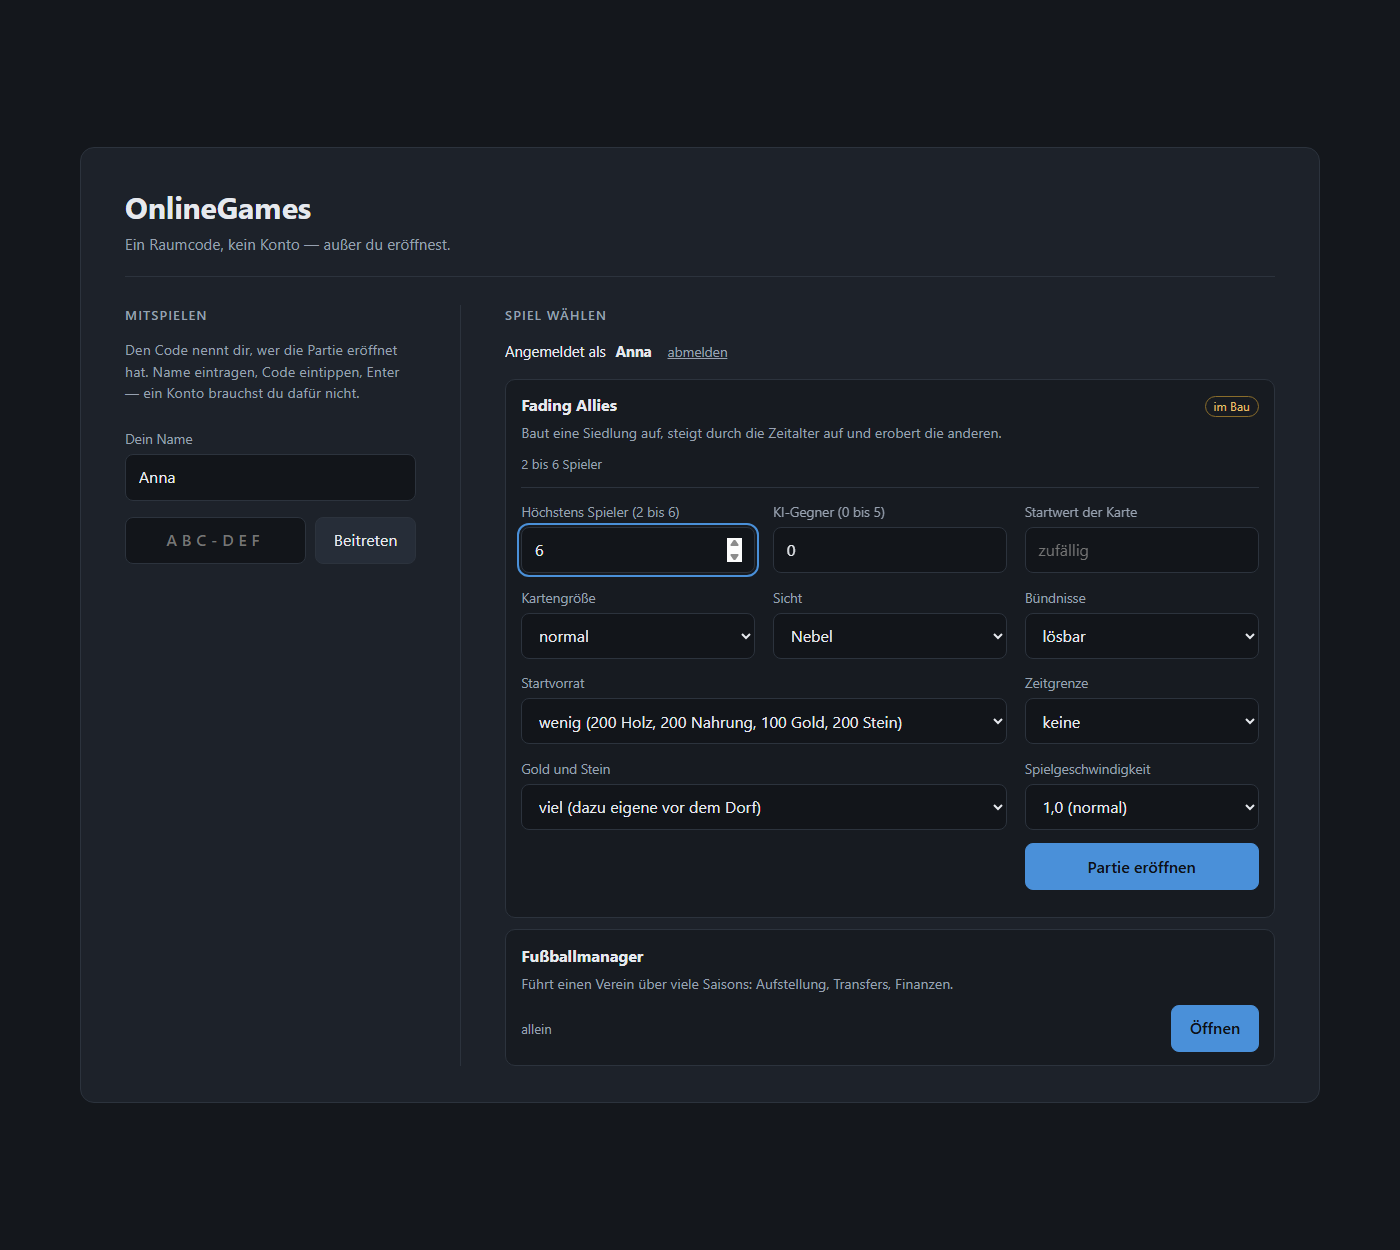 OnlineGames
Ein Raumcode, kein Konto — außer du eröffnest.
MITSPIELEN
Den Code nennt dir, wer die Partie eröffnet
hat. Name eintragen, Code eintippen, Enter
— ein Konto brauchst du dafür nicht.
Dein Name
Anna
ABC-DEF
Beitreten
SPIEL WÄHLEN
Angemeldet als Anna abmelden
Fading Allies
im Bau
Baut eine Siedlung auf, steigt durch die Zeitalter auf und erobert die anderen.
2 bis 6 Spieler
Höchstens Spieler (2 bis 6)
6
KI-Gegner (0 bis 5)
0
Startwert der Karte
zufällig
Kartengröße
normal
Sicht
Nebel
Bündnisse
lösbar
Startvorrat
wenig (200 Holz, 200 Nahrung, 100 Gold, 200 Stein)
Zeitgrenze
keine
Gold und Stein
viel (dazu eigene vor dem Dorf)
Spielgeschwindigkeit
1,0 (normal)
Partie eröffnen
Fußballmanager
Führt einen Verein über viele Saisons: Aufstellung, Transfers, Finanzen.
allein
Öffnen